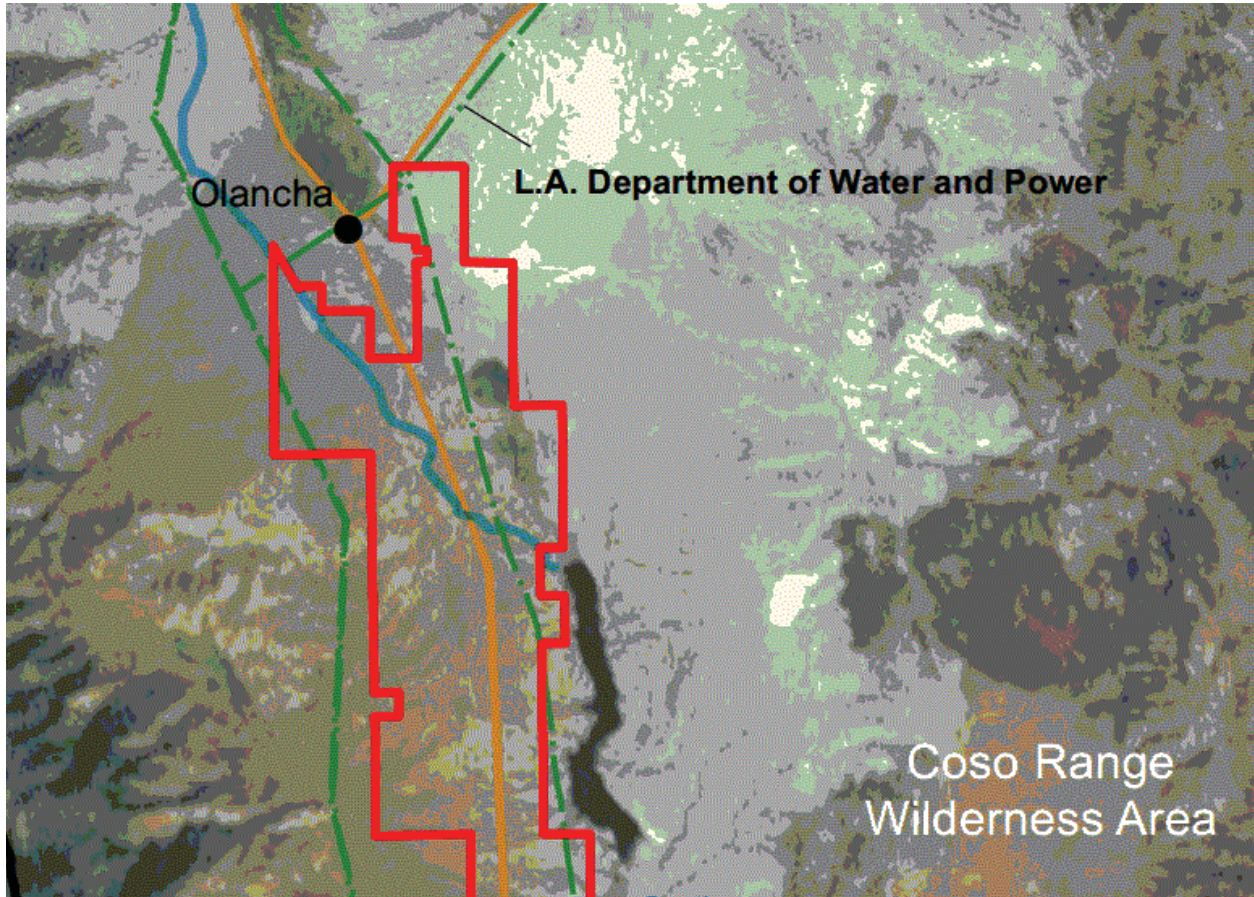 Olancha
L.A. Department of Water and Power
Coso Range
Wilderness Area